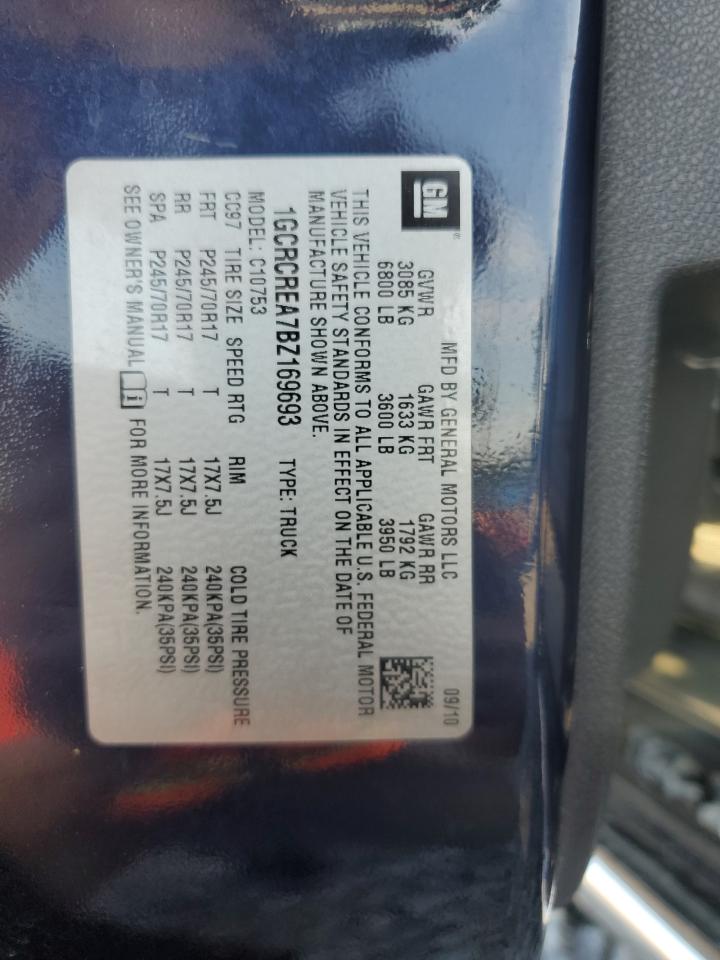 GM
MFD BY GENERAL MOTORS LLC 09/10
GVWR GAWR FRT GAWR RR
3085 KG 1633 KG 1792 KG
6800 LB 3600 LB 3950 LB
THIS VEHICLE CONFORMS TO ALL APPLICABLE U.S. FEDERAL MOTOR
VEHICLE SAFETY STANDARDS IN EFFECT ON THE DATE OF
MANUFACTURE SHOWN ABOVE.
1GCRCREA7BZ169693 TYPE: TRUCK
MODEL: C10753
CC97 TIRE SIZE SPEED RTG RIM COLD TIRE PRESSURE
FRT P245/70R17 T 17X7.5J 240KPA(35PSI)
RR P245/70R17 T 17X7.5J 240KPA(35PSI)
SPA P245/70R17 T 17X7.5J 240KPA(35PSI)
SEE OWNER'S MANUAL i FOR MORE INFORMATION.